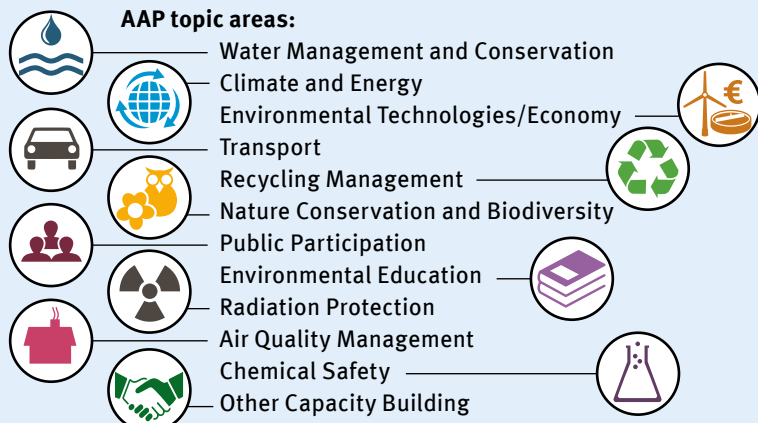 AAP topic areas:
Water Management and Conservation
Climate and Energy
Environmental Technologies/Economy
€
Transport
Recycling Management
Nature Conservation and Biodiversity
Public Participation
Environmental Education
Radiation Protection
Air Quality Management
Chemical Safety
Other Capacity Building